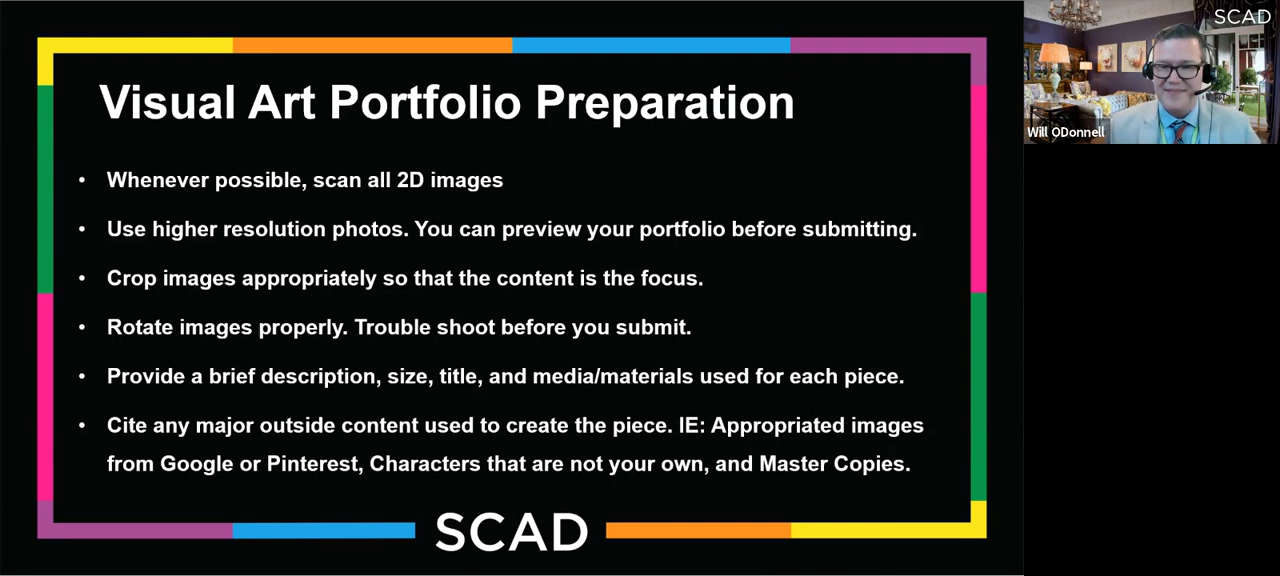 Visual Art Portfolio Preparation
• Whenever possible, scan all 2D images
• Use higher resolution photos. You can preview your portfolio before submitting.
• Crop images appropriately so that the content is the focus.
• Rotate images properly. Trouble shoot before you submit.
• Provide a brief description, size, title, and media/materials used for each piece.
• Cite any major outside content used to create the piece. IE: Appropriated images
from Google or Pinterest, Characters that are not your own, and Master Copies.
SCAD
SCAD
Will ODonnell